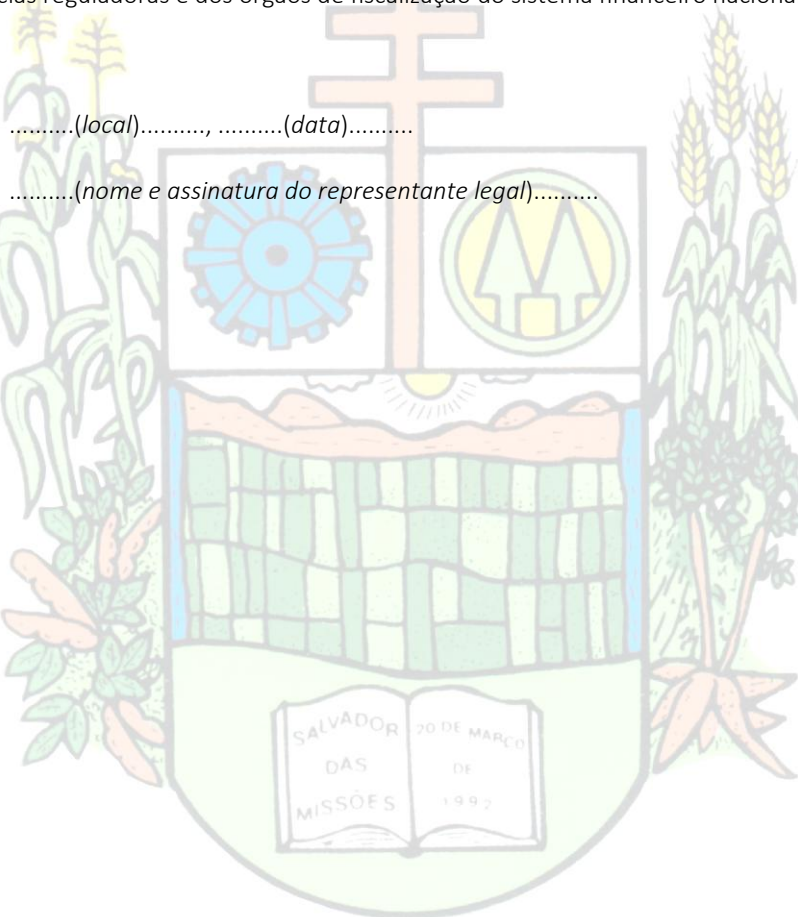 cias reguladoras e dos órgãos de fiscalização do sistema financeiro naciona
..........(local).........., ..........(data)..........
..........(nome e assinatura do representante legal)..........
SALVADOR
DAS
MISSÕES
20 DE MARÇO
DE
1992